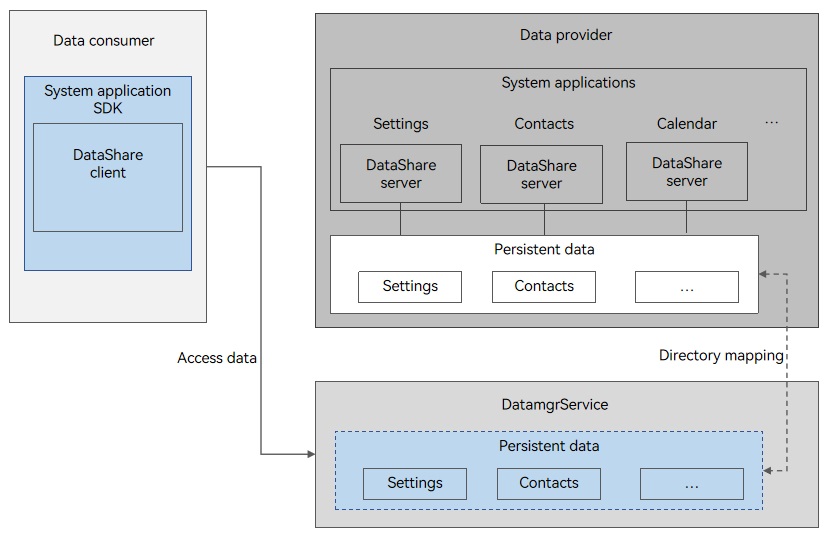 Data consumer
System application
SDK
DataShare
client
Data provider
System applications
Settings
Contacts
Calendar
...
DataShare
server
DataShare
server
DataShare
server
Persistent data
Settings
Contacts
...
Access data
Directory mapping
DatamgrService
Persistent data
Settings
Contacts
...